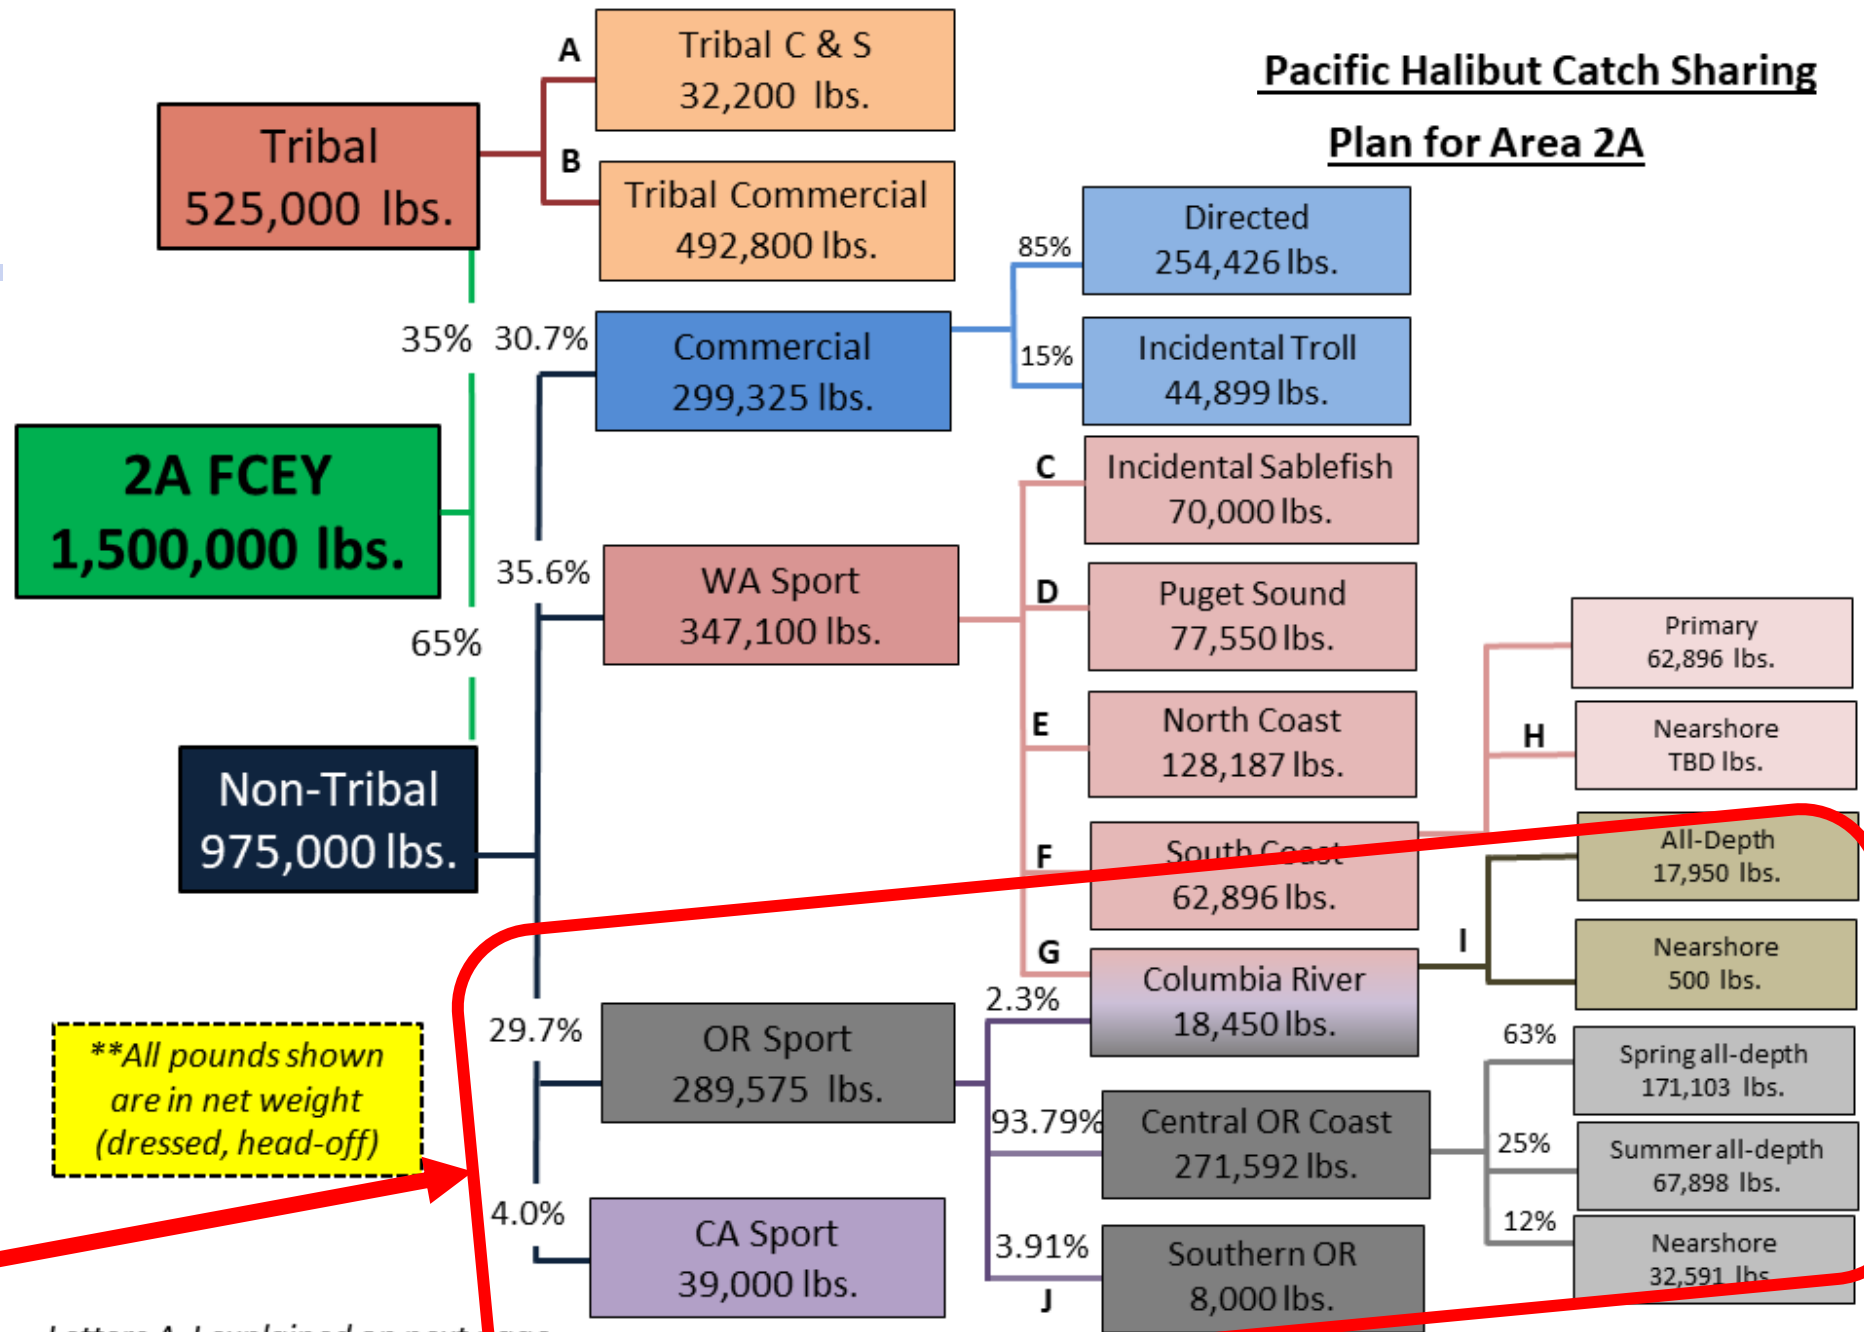 Pacific Halibut Catch Sharing
Plan for Area 2A
Tribal
525,000 lbs.
A
Tribal C & S
32,200 lbs.
B
Tribal Commercial
492,800 lbs.
35%
2A FCEY
1,500,000 lbs.
65%
Non-Tribal
975,000 lbs.
30.7%
Commercial
299,325 lbs.
85%
Directed
254,426 lbs.
15%
Incidental Troll
44,899 lbs.
35.6%
WA Sport
347,100 lbs.
C
Incidental Sablefish
70,000 lbs.
D
Puget Sound
77,550 lbs.
E
North Coast
128,187 lbs.
F
South Coast
62,896 lbs.
Primary
62,896 lbs.
H
Nearshore
TBD lbs.
G
2.3%
Columbia River
18,450 lbs.
I
All-Depth
17,950 lbs.
Nearshore
500 lbs.
29.7%
OR Sport
289,575 lbs.
93.79%
Central OR Coast
271,592 lbs.
63%
Spring all-depth
171,103 lbs.
25%
Summer all-depth
67,898 lbs.
12%
Nearshore
32,591 lbs.
3.91%
J
Southern OR
8,000 lbs.
4.0%
CA Sport
39,000 lbs.
**All pounds shown
are in net weight
(dressed, head-off)